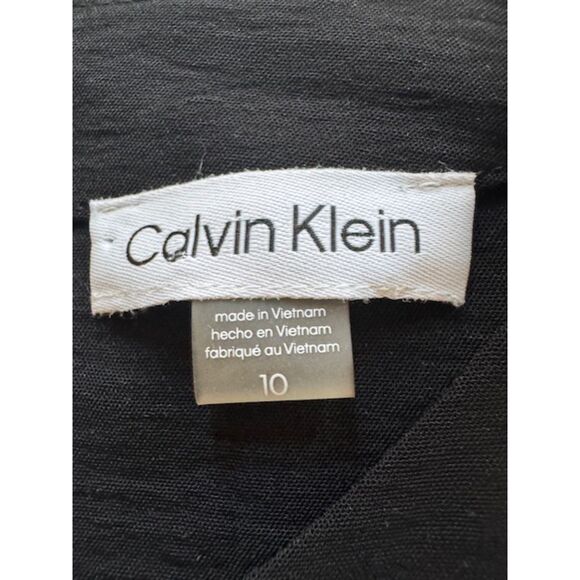 Calvin Klein
made in Vietnam
hecho en Vietnam
fabriqué au Vietnam
10